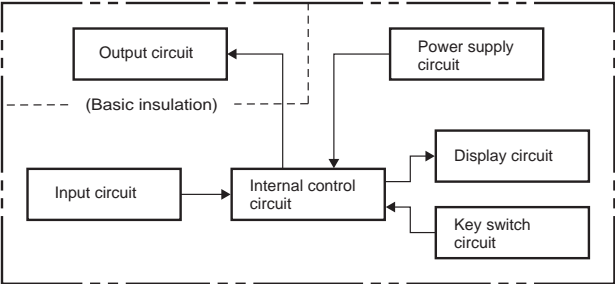 Output circuit
Power supply
circuit
(Basic insulation)
Display circuit
Input circuit
Internal control
circuit
Key switch
circuit